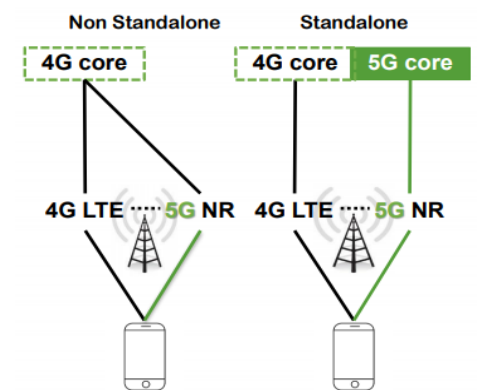 Non Standalone Standalone
4G core 4G core 5G core
4G LTE 5G NR 4G LTE 5G NR